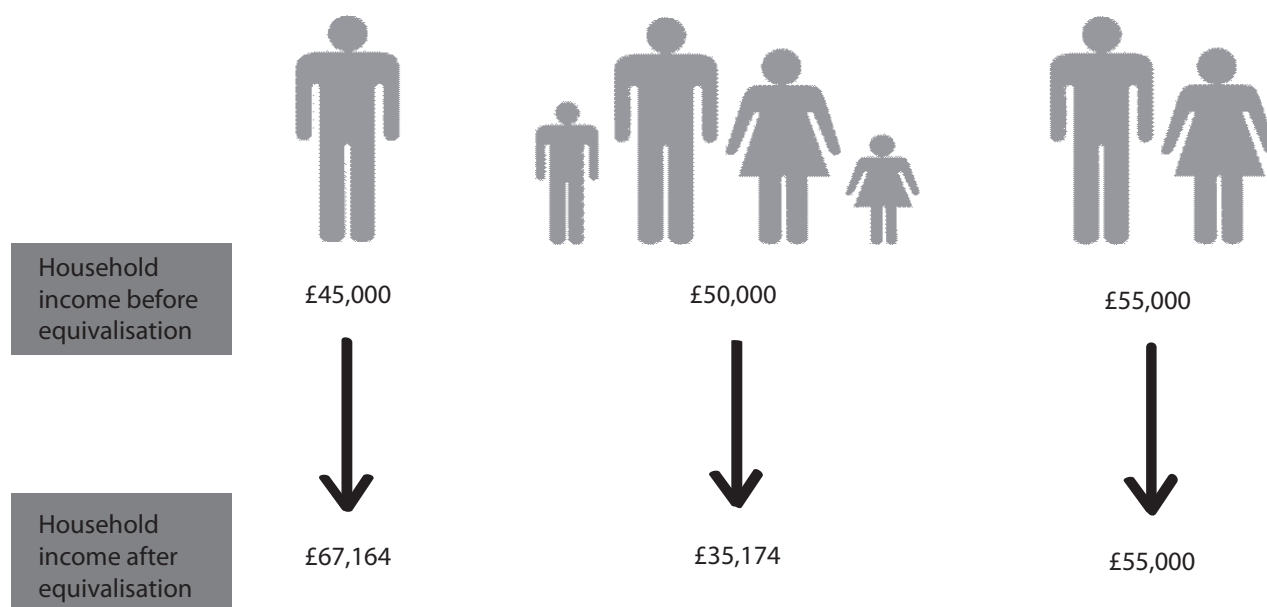 Household
income before
equivalisation
£45,000
£50,000
£55,000
Household
income after
equivalisation
£67,164
£35,174
£55,000